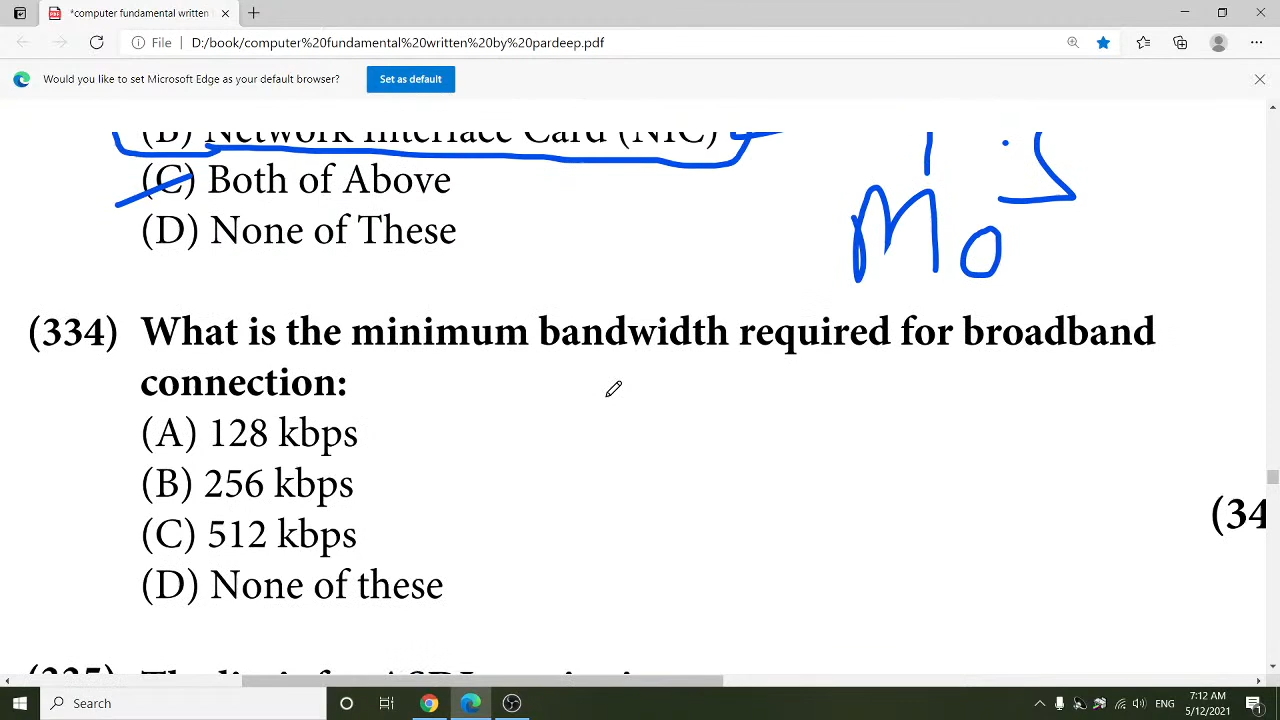 *computer fundamental written
File | D:/book/computer%20fundamental%20written%20by%20pardeep.pdf
Would you like to set Microsoft Edge as your default browser? Set as default
(B) Network Interface Card (NIC)
(C) Both of Above
(D) None of These
Mo
(334) What is the minimum bandwidth required for broadband
connection:
(A) 128 kbps
(B) 256 kbps
(C) 512 kbps
(34
(D) None of these
Search
ENG
7:12 AM
5/12/2021